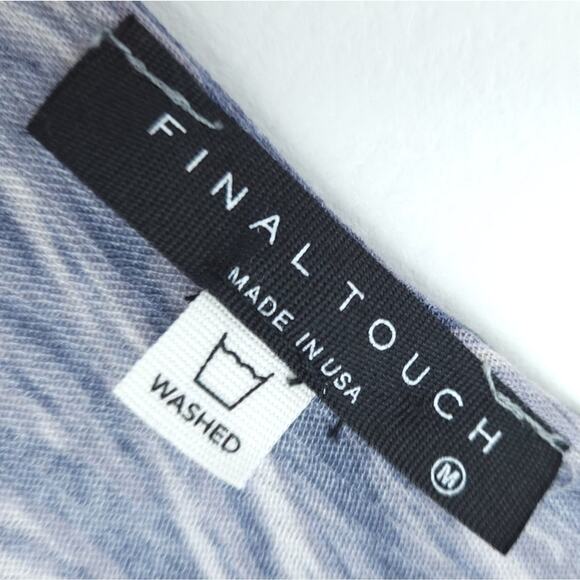 FINAL TOUCH
MADE IN USA
M
WASHED